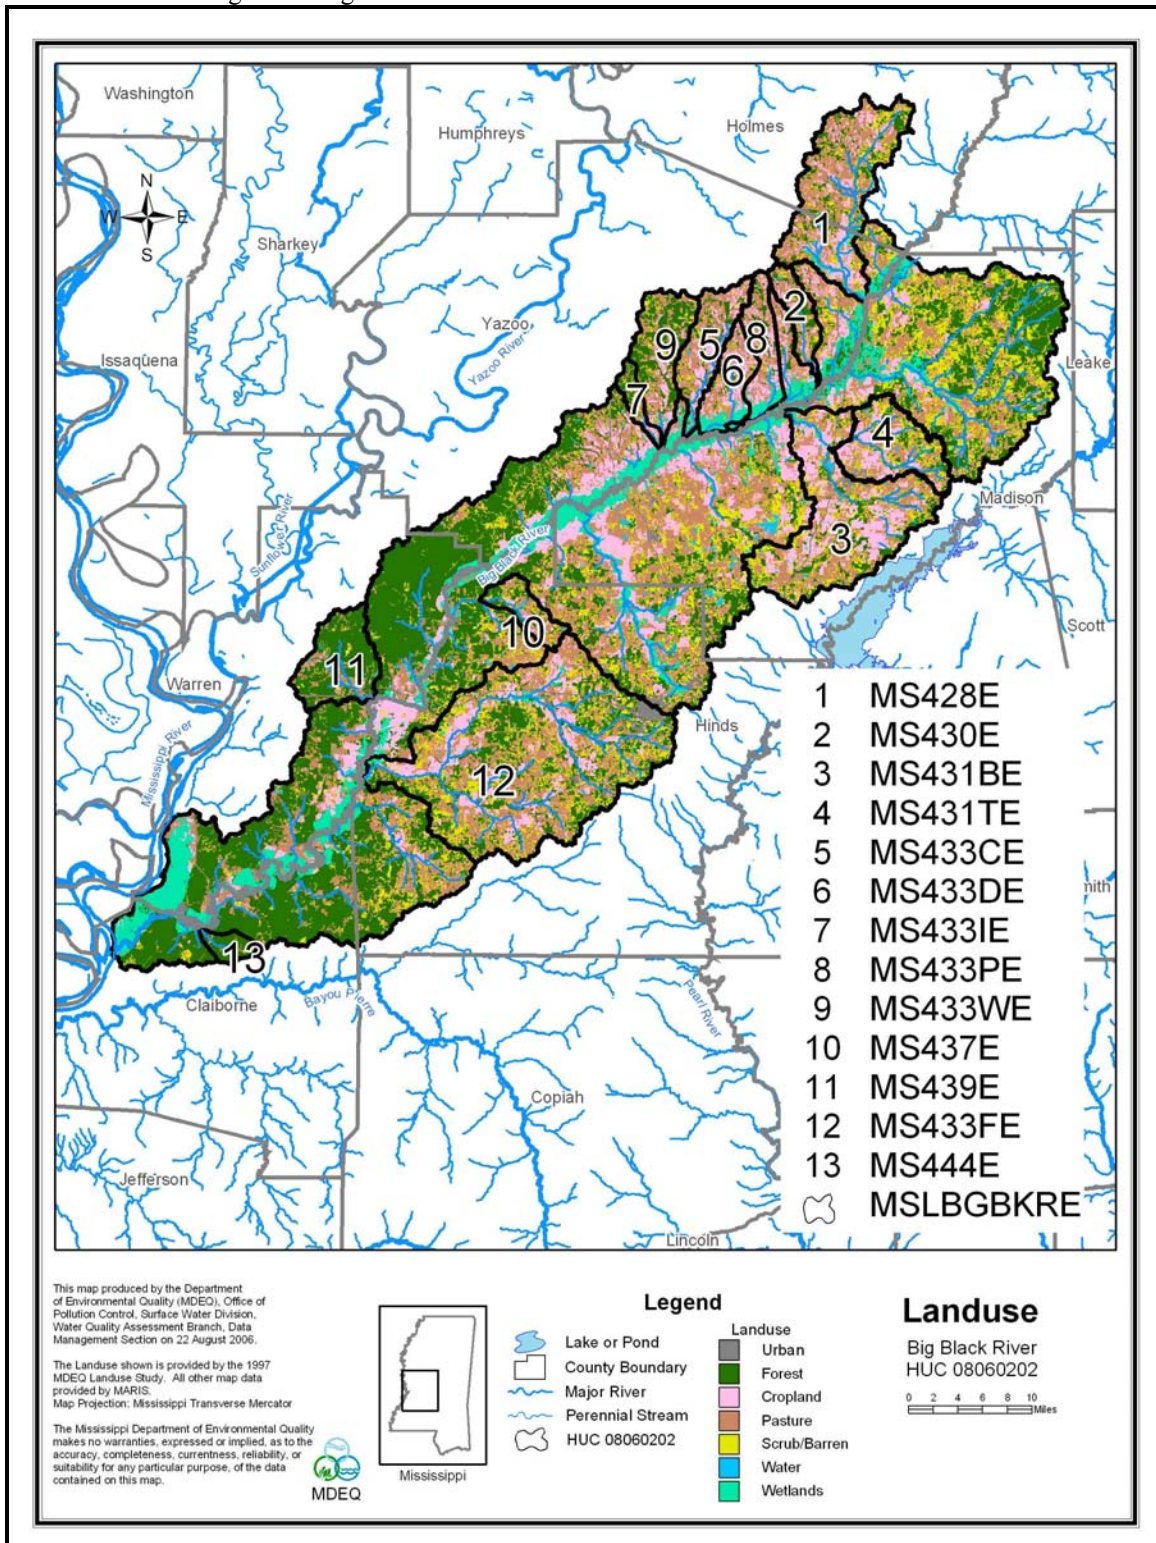 Washington
Humphreys
Holmes
N
W E
S
Sharkey
1
Yazoo
Yazoo River
2
9 5 8
6
7
Issaquena
Leake
4
Madison
3
Sunflower River
Big Black River
10
11
Scott
Warren
Mississippi River
Hinds
12
13
Claiborne
Bayou Pierre
Pearl River
Copiah
Jefferson
Lincoln
1 MS428E
2 MS430E
3 MS431BE
4 MS431TE
5 MS433CE
6 MS433DE
7 MS433IE
8 MS433PE
9 MS433WE
10 MS437E
11 MS439E
12 MS433FE
13 MS444E
MSLBGBKRE
This map produced by the Department
of Environmental Quality (MDEQ), Office of
Pollution Control, Surface Water Division,
Water Quality Assessment Branch, Data
Management Section on 22 August 2006.
The Landuse shown is provided by the 1997
MDEQ Landuse Study. All other map data
provided by MARIS.
Map Projection: Mississippi Transverse Mercator
The Mississippi Department of Environmental Quality
makes no warranties, expressed or implied, as to the
accuracy, completeness, currentness, reliability, or
suitability for any particular purpose, of the data
contained on this map.
MDEQ
Mississippi
Legend
Lake or Pond
County Boundary
Major River
Perennial Stream
HUC 08060202
Landuse
Urban
Forest
Cropland
Pasture
Scrub/Barren
Water
Wetlands
Landuse
Big Black River
HUC 08060202
0 2 4 6 8 10
Miles